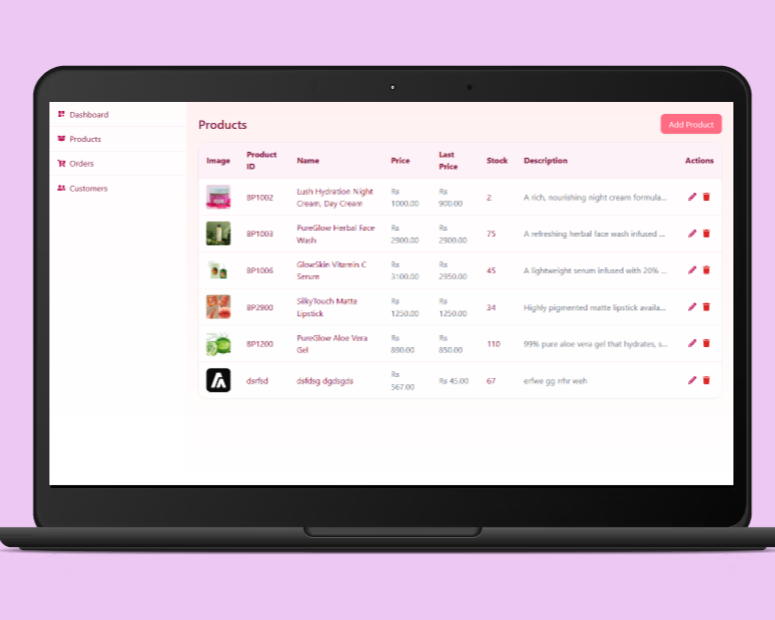 Dashboard
Products
Orders
Customers
Products
Add Product
Image
Product
ID
Name
Price
Last
Price
Stock
Description
Actions
BP1002
Lush Hydration Night
Cream, Day Cream
Rs
1000.00
Rs
900.00
2
A rich, nourishing night cream formula...
BP1003
PureGlow Herbal Face
Wash
Rs
2900.00
Rs
2900.00
75
A refreshing herbal face wash infused ...
BP1006
GlowSkin Vitamin C
Serum
Rs
3100.00
Rs
2950.00
45
A lightweight serum infused with 20% ...
BP2900
SilkyTouch Matte
Lipstick
Rs
1250.00
Rs
1250.00
34
Highly pigmented matte lipstick availa...
BP1200
PureGlow Aloe Vera
Gel
Rs
890.00
Rs
850.00
110
99% pure aloe vera gel that hydrates, s...
dsrfsd
dsfdsg dgdsgds
Rs
567.00
Rs 45.00
67
erfwe gg rrhr weh